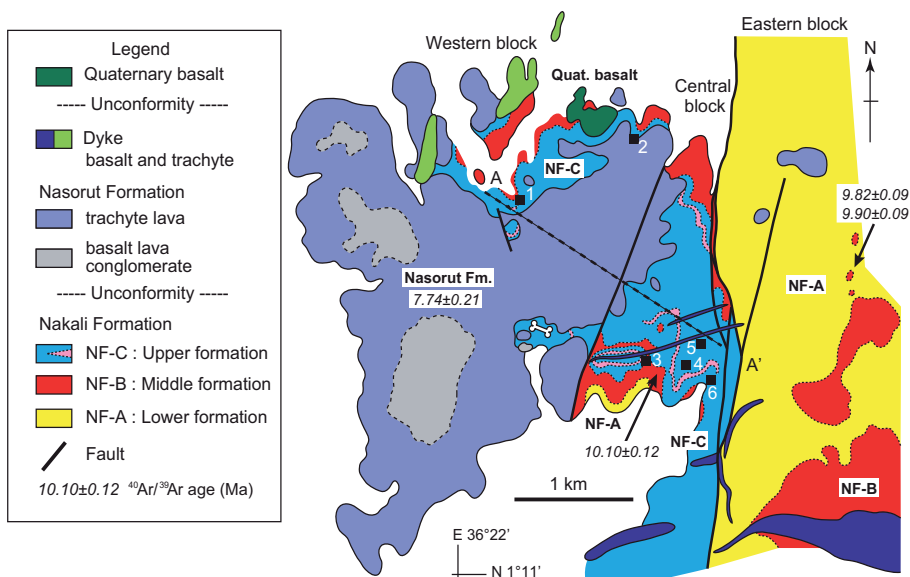 Legend
Quaternary basalt
----- Unconformity -----
Dyke
basalt and trachyte
Nasorut Formation
trachyte lava
basalt lava
conglomerate
----- Unconformity -----
Nakali Formation
NF-C : Upper formation
NF-B : Middle formation
NF-A : Lower formation
Fault
10.10±0.12 ⁴⁰Ar/³⁹Ar age (Ma)
Western block
Eastern block
Central
block
N
Quat. basalt
A
NF-C
1
2
9.82±0.09
9.90±0.09
Nasorut Fm.
7.74±0.21
NF-A
3
5
4
6
A'
NF-A
NF-C
10.10±0.12
1 km
NF-B
E 36°22'
N 1°11'